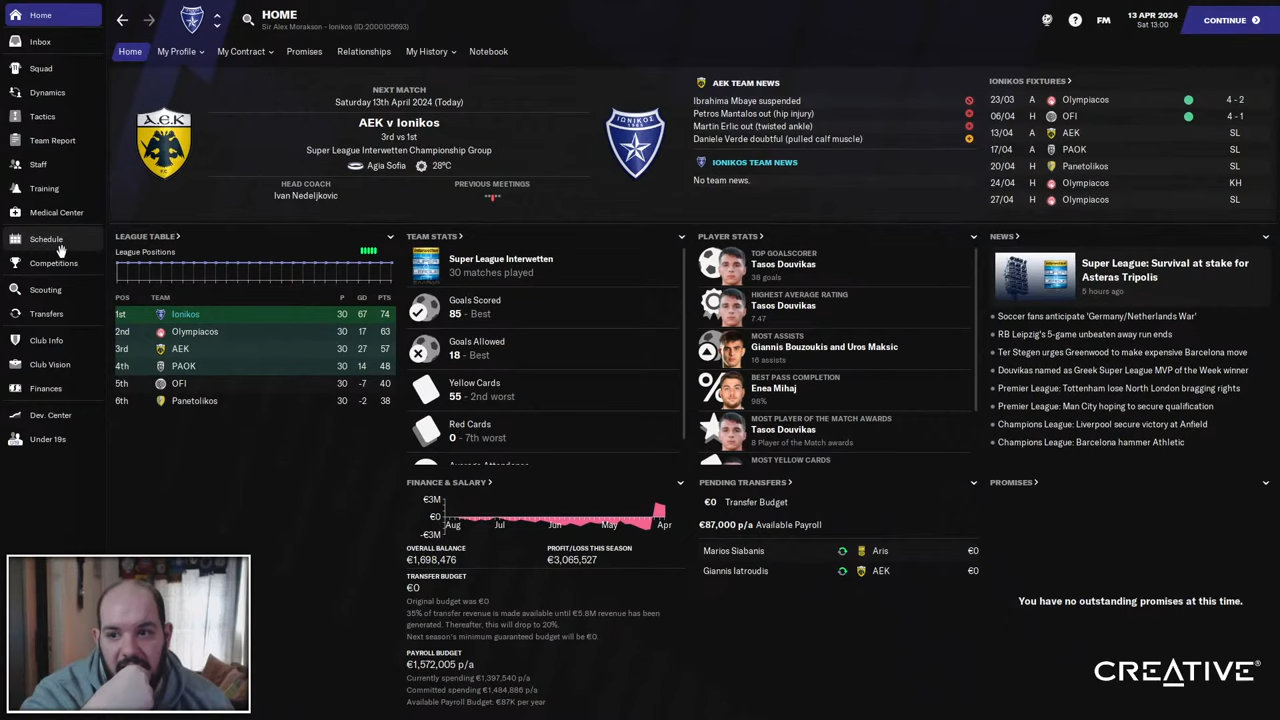 Home
HOME
Sir Alex Morakson - Ionikos (ID:2000105693)
FM
13 APR 2024
Sat 13:00
CONTINUE
Inbox
Squad
Dynamics
Tactics
Team Report
Staff
Training
Medical Center
Schedule
Competitions
Scouting
Transfers
Club Info
Club Vision
Finances
Dev. Center
Under 19s
Home
My Profile
My Contract
Promises
Relationships
My History
Notebook
NEXT MATCH
Saturday 13th April 2024 (Today)
AEK v Ionikos
3rd vs 1st
Super League Interwetten Championship Group
Agia Sofia 28°C
HEAD COACH
Ivan Nedeljkovic
PREVIOUS MEETINGS
A.E.K.
F.C.
ΙΩΝΙΚΟΣ
1965
AEK TEAM NEWS
Ibrahima Mbaye suspended
Petros Mantalos out (hip injury)
Martin Erlic out (twisted ankle)
Daniele Verde doubtful (pulled calf muscle)
IONIKOS TEAM NEWS
No team news.
IONIKOS FIXTURES
23/03 A Olympiacos 4 - 2
06/04 H OFI 4 - 1
13/04 A AEK SL
17/04 A PAOK SL
20/04 H Panetolikos SL
24/04 H Olympiacos KH
27/04 H Olympiacos SL
LEAGUE TABLE
League Positions
POS TEAM P GD PTS
1st Ionikos 30 67 74
2nd Olympiacos 30 17 63
3rd AEK 30 27 57
4th PAOK 30 14 48
5th OFI 30 -7 40
6th Panetolikos 30 -2 38
TEAM STATS
Super League Interwetten
30 matches played
Goals Scored
85 - Best
Goals Allowed
18 - Best
Yellow Cards
55 - 2nd worst
Red Cards
0 - 7th worst
Average Attendance
PLAYER STATS
TOP GOALSCORER
Tasos Douvikas
38 goals
HIGHEST AVERAGE RATING
Tasos Douvikas
7.47
MOST ASSISTS
Giannis Bouzoukis and Uros Maksic
16 assists
BEST PASS COMPLETION
Enea Mihaj
98%
MOST PLAYER OF THE MATCH AWARDS
Tasos Douvikas
8 Player of the Match awards
MOST YELLOW CARDS
NEWS
Super League: Survival at stake for
Asteras Tripolis
5 hours ago
Soccer fans anticipate 'Germany/Netherlands War'
RB Leipzig's 5-game unbeaten away run ends
Ter Stegen urges Greenwood to make expensive Barcelona move
Douvikas named as Greek Super League MVP of the Week winner
Premier League: Tottenham lose North London bragging rights
Premier League: Man City hoping to secure qualification
Champions League: Liverpool secure victory at Anfield
Champions League: Barcelona hammer Athletic
FINANCE & SALARY
€3M
€0
-€3M
Aug Jul Jun May Apr
OVERALL BALANCE
€1,698,476
PROFIT/LOSS THIS SEASON
€3,065,527
TRANSFER BUDGET
€0
Original budget was €0
35% of transfer revenue is made available until €5.8M revenue has been
generated. Thereafter, this will drop to 20%.
Next season's minimum guaranteed budget will be €0.
PAYROLL BUDGET
€1,572,005 p/a
Currently spending €1,397,540 p/a
Committed spending €1,484,886 p/a
Available Payroll Budget: €87K per year
PENDING TRANSFERS
€0 Transfer Budget
€87,000 p/a Available Payroll
Marios Siabanis Aris €0
Giannis Iatroudis AEK €0
PROMISES
You have no outstanding promises at this time.
CREATIVE®